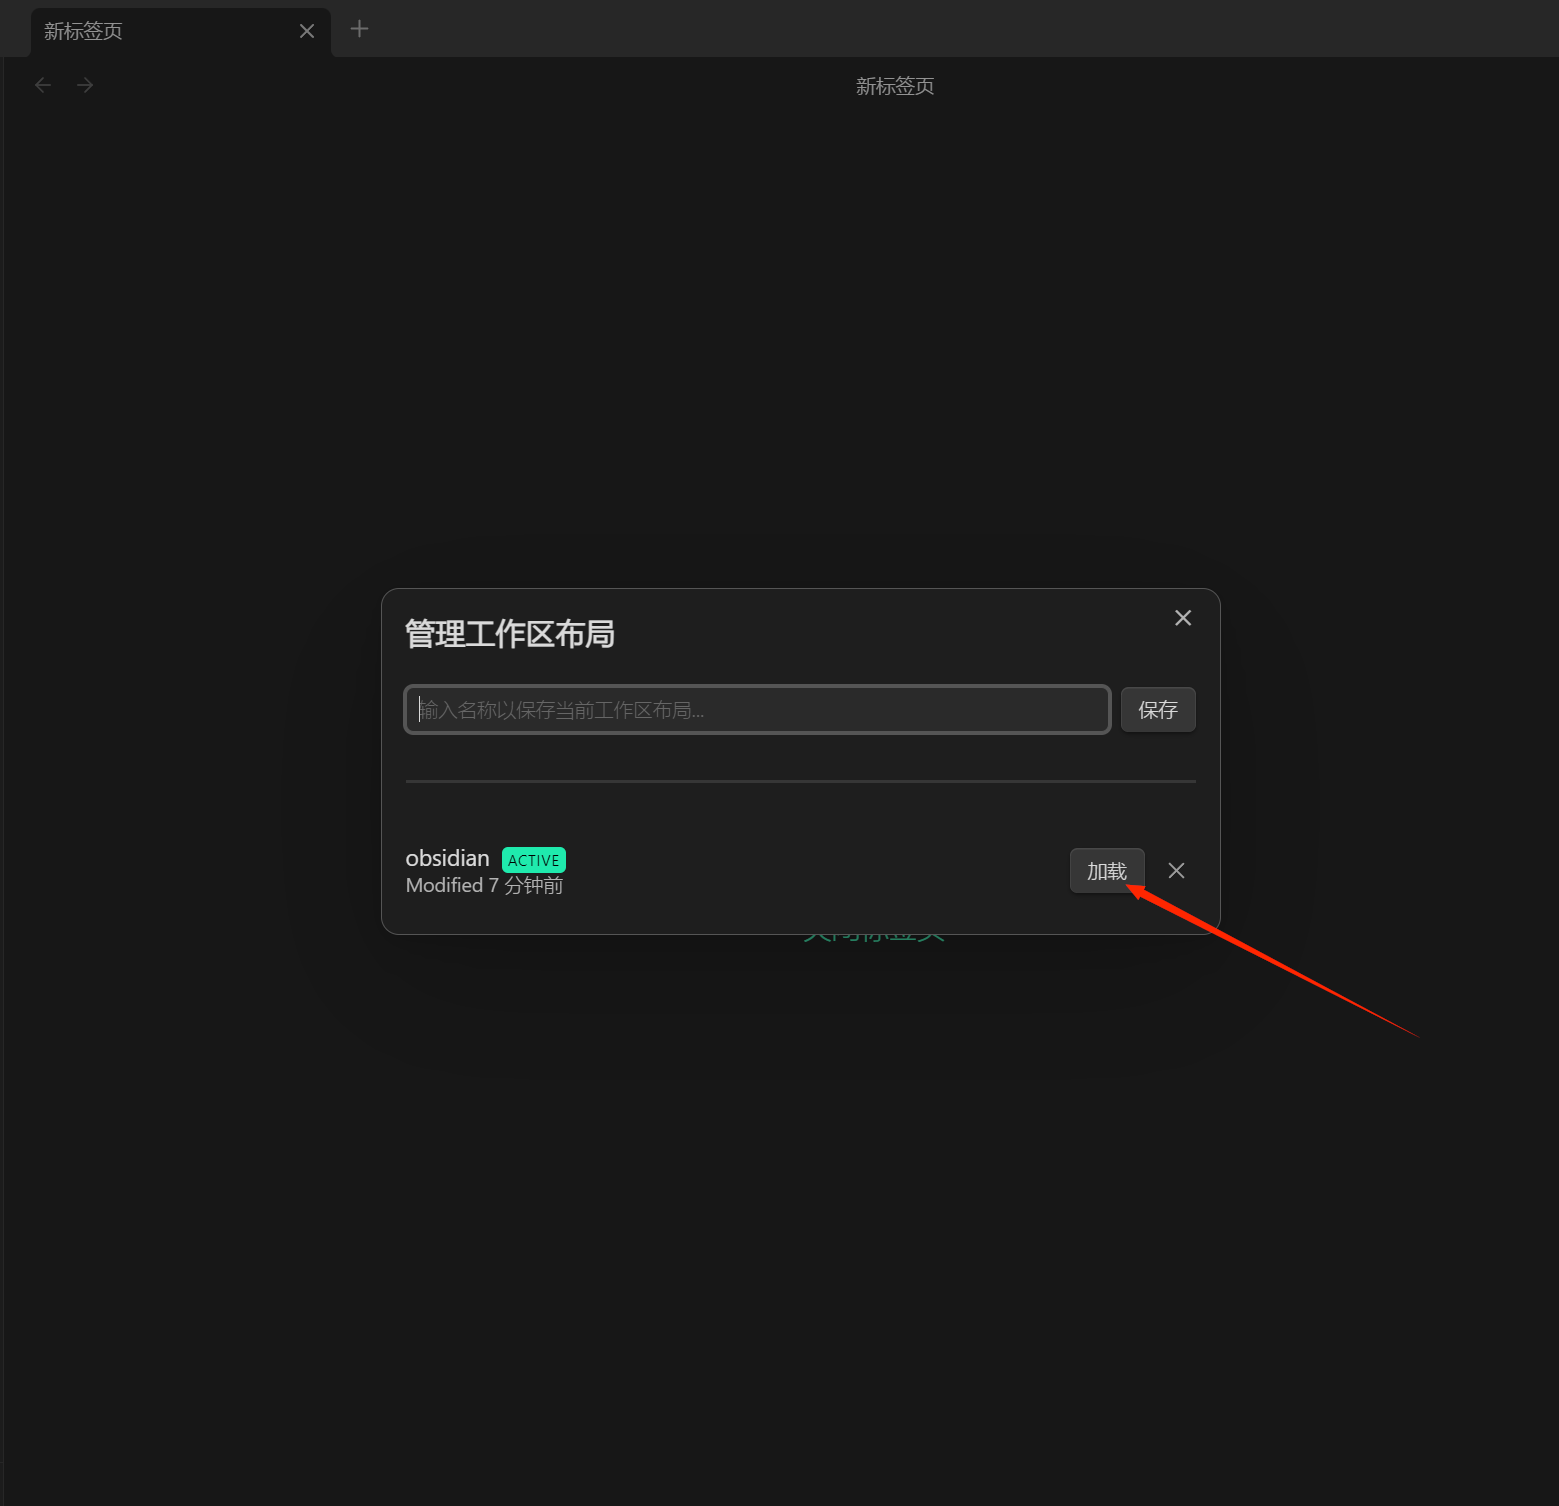 新标签页
新标签页
管理工作区布局
输入名称以保存当前工作区布局...
保存
obsidian ACTIVE
Modified 7 分钟前
加载